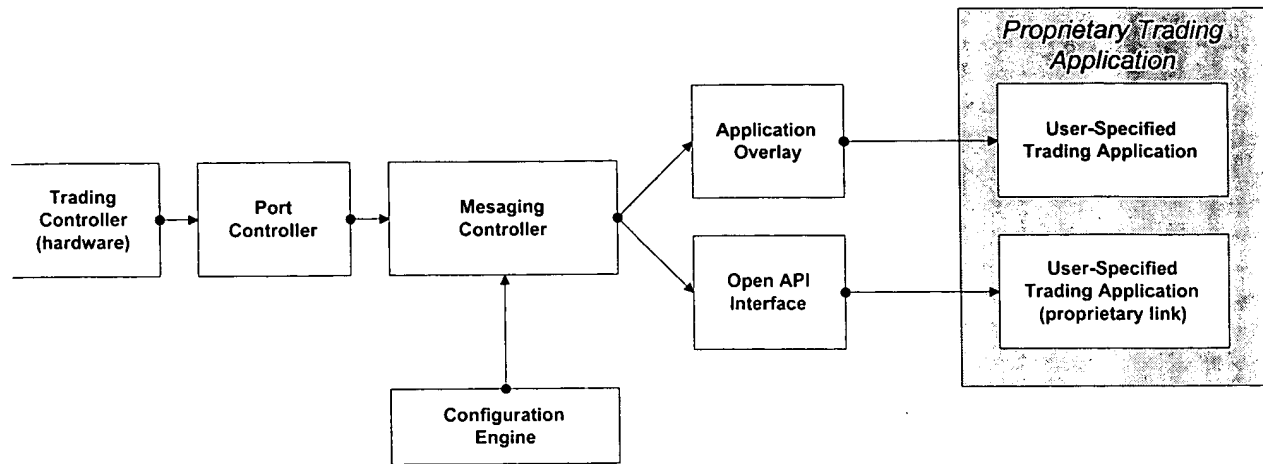 Proprietary Trading
Application
Application
Overlay
User-Specified
Trading Application
Trading
Controller
(hardware)
Port
Controller
Mesaging
Controller
Open API
Interface
User-Specified
Trading Application
(proprietary link)
Configuration
Engine